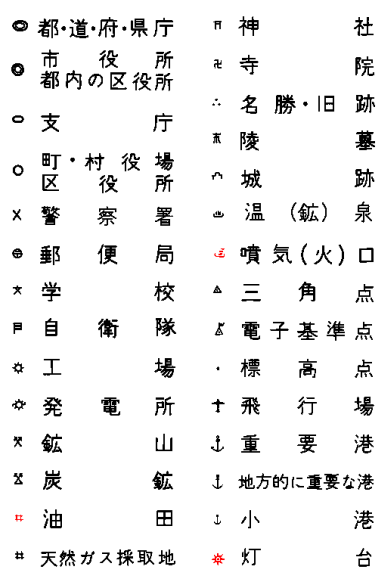 都・道・府・県庁
市役所
都内の区役所
支庁
町・村役場
区役所
警察署
郵便局
学校
自衛隊
工場
発電所
鉱山
炭鉱
油田
天然ガス採取地
神社
寺院
名勝・旧跡
陵墓
城跡
温(鉱)泉
噴気(火)口
三角点
電子基準点
標高点
飛行場
重要港
地方的に重要な港
小港
灯台